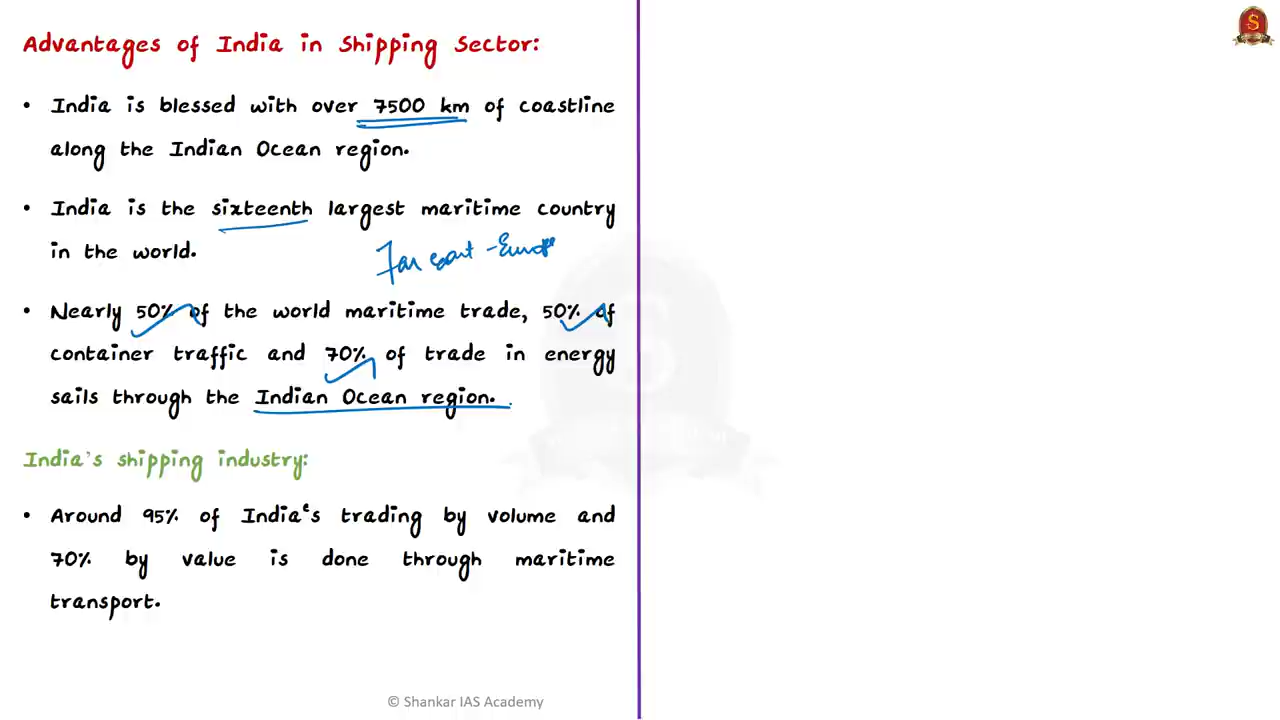 Advantages of India in Shipping Sector:
• India is blessed with over 7500 km of coastline
along the Indian Ocean region.
• India is the sixteenth largest maritime country
in the world.
Far east - Europe
• Nearly 50% of the world maritime trade, 50% of
container traffic and 70% of trade in energy
sails through the Indian Ocean region.
India's shipping industry:
• Around 95% of India's trading by volume and
70% by value is done through maritime
transport.
© Shankar IAS Academy